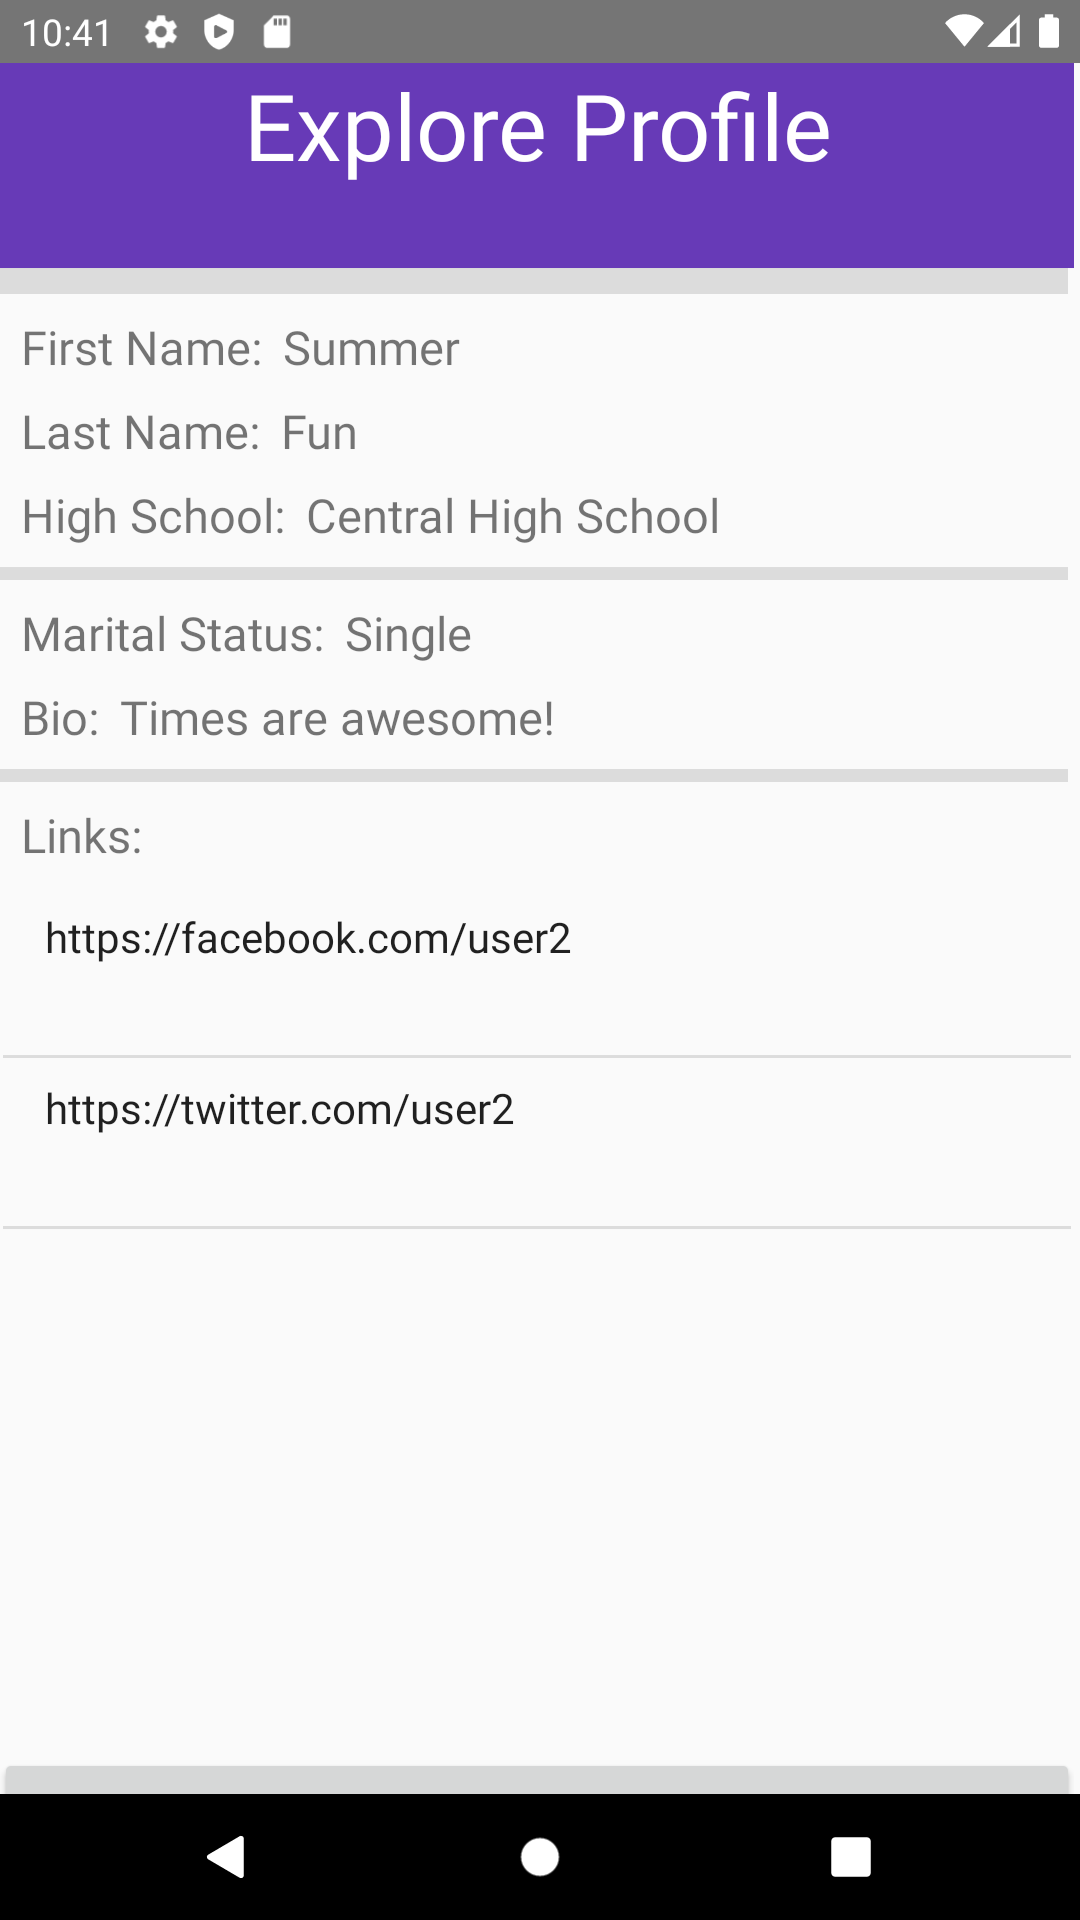 10:41
Explore Profile
First Name: Summer
Last Name: Fun
High School: Central High School
Marital Status: Single
Bio: Times are awesome!
Links:
https://facebook.com/user2
https://twitter.com/user2